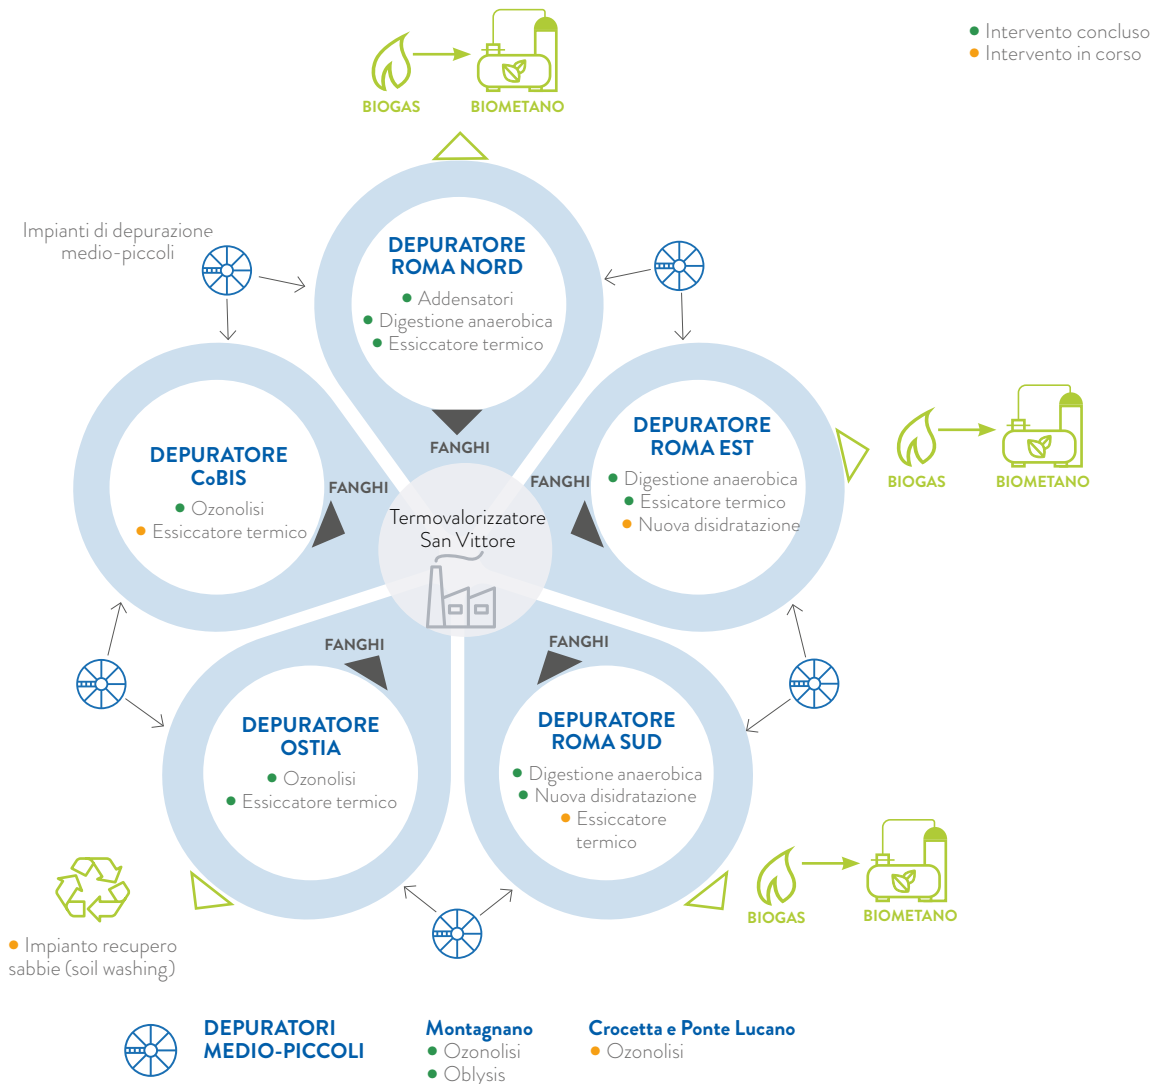 Intervento concluso
Intervento in corso
BIOGAS
BIOMETANO
Impianti di depurazione
medio-piccoli
DEPURATORE
ROMA NORD
Addensatori
Digestione anaerobica
Essiccatore termico
FANGHI
DEPURATORE
CoBIS
Ozonolisi
Essiccatore termico
FANGHI
DEPURATORE
ROMA EST
Digestione anaerobica
Essicatore termico
Nuova disidratazione
FANGHI
BIOGAS
BIOMETANO
Termovalorizzatore
San Vittore
FANGHI
DEPURATORE
OSTIA
Ozonolisi
Essiccatore termico
FANGHI
DEPURATORE
ROMA SUD
Digestione anaerobica
Nuova disidratazione
Essiccatore
termico
BIOGAS
BIOMETANO
Impianto recupero
sabbie (soil washing)
DEPURATORI
MEDIO-PICCOLI
Montagnano
Ozonolisi
Oblysis
Crocetta e Ponte Lucano
Ozonolisi